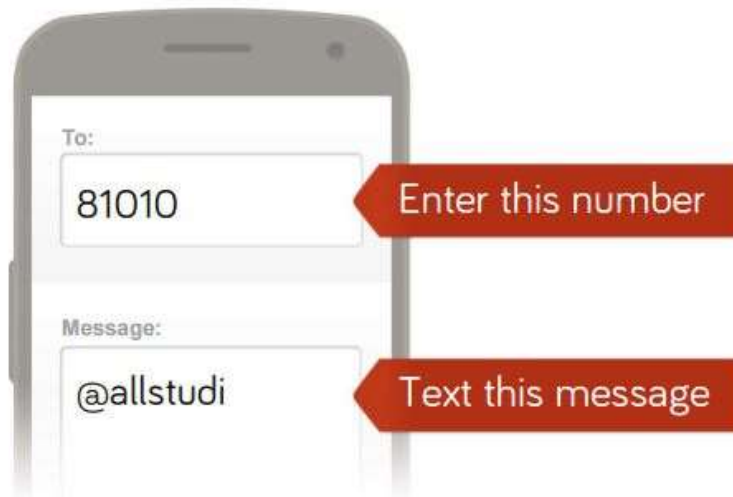 To:
81010
Enter this number
Message:
@allstudi
Text this message